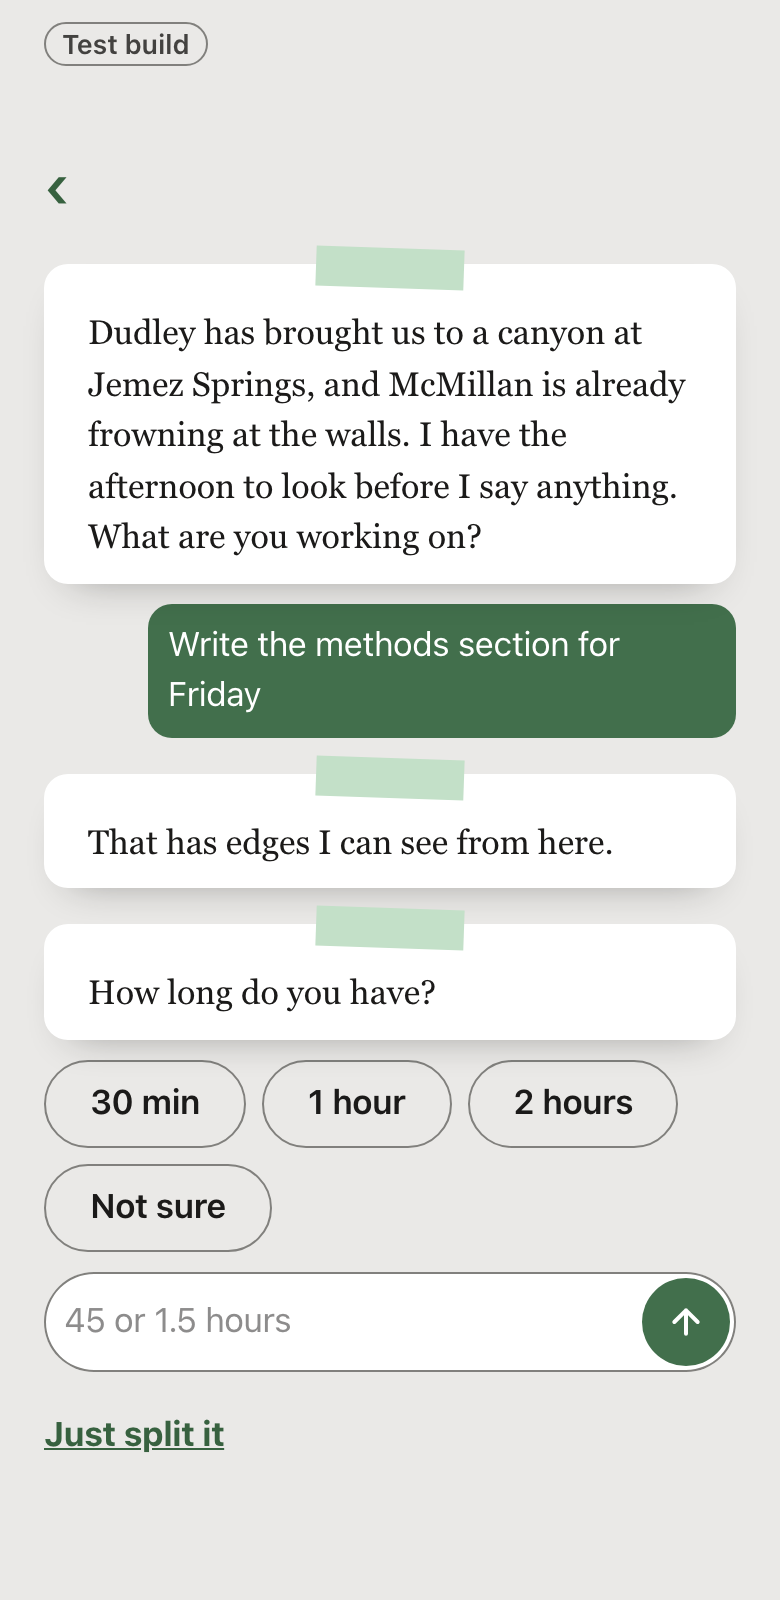 Test build
Dudley has brought us to a canyon at
Jemez Springs, and McMillan is already
frowning at the walls. I have the
afternoon to look before I say anything.
What are you working on?
Write the methods section for
Friday
That has edges I can see from here.
How long do you have?
30 min
1 hour
2 hours
Not sure
45 or 1.5 hours
Just split it